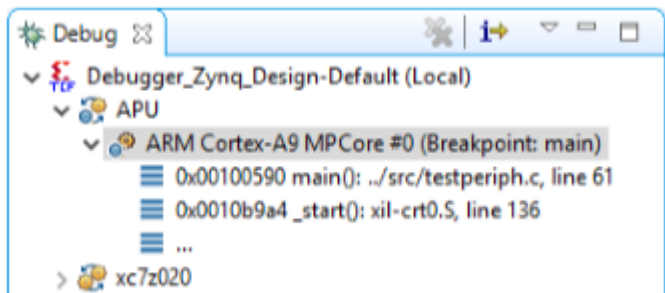 Debug
TCF Debugger_Zynq_Design-Default (Local)
APU
ARM Cortex-A9 MPCore #0 (Breakpoint: main)
0x00100590 main(): ../src/testperiph.c, line 61
0x0010b9a4 _start(): xil-crt0.S, line 136
...
xc7z020